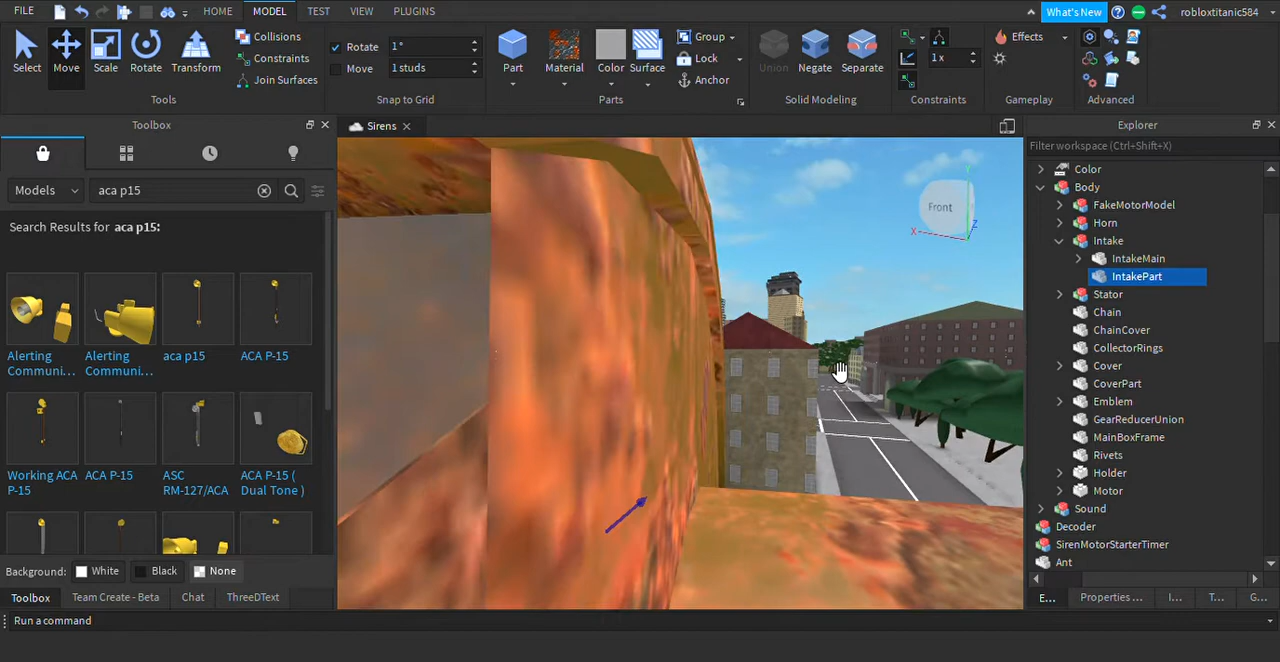 FILE HOME MODEL TEST VIEW PLUGINS What's New robloxtitanic584
Select Move Scale Rotate Transform
Collisions
Constraints
Join Surfaces
Tools
Rotate 1°
Move 1 studs
Snap to Grid
Part Material Color Surface
Group
Lock
Anchor
Parts
Union Negate Separate
Solid Modeling
1 x
Constraints
Effects
Gameplay
Advanced
Toolbox
Models aca p15
Search Results for aca p15:
Alerting Communi...
Alerting Communi...
aca p15
ACA P-15
Working ACA P-15
ACA P-15
ASC RM-127/ACA
ACA P-15 ( Dual Tone )
Background: White Black None
Toolbox Team Create - Beta Chat ThreeDText
Run a command
Sirens
Front
X
Z
Explorer
Filter workspace (Ctrl+Shift+X)
Color
Body
FakeMotorModel
Horn
Intake
IntakeMain
IntakePart
Stator
Chain
ChainCover
CollectorRings
Cover
CoverPart
Emblem
GearReducerUnion
MainBoxFrame
Rivets
Holder
Motor
Sound
Decoder
SirenMotorStarterTimer
Ant
E... Properties ... I... T... G...